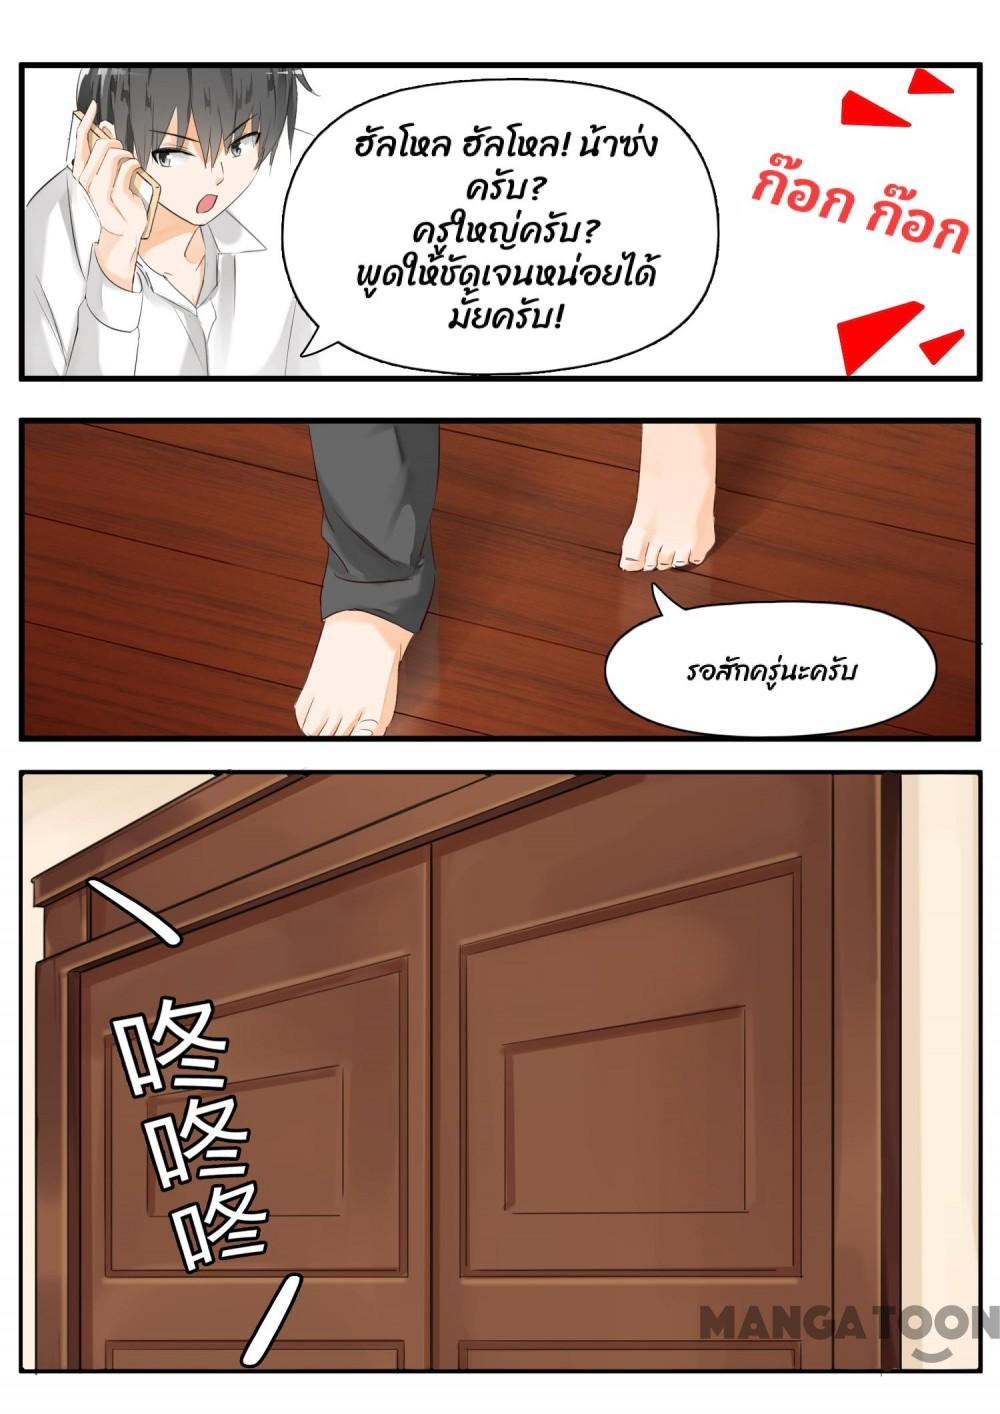 ฮัลโหล ฮัลโหล! น้าซ่ง
ครับ?
ครูใหญ่ครับ?
พูดให้ชัดเจนหน่อยได้
มั้ยครับ!
ก๊อก ก๊อก
รอสักครู่นะครับ
咚
咚
咚
MANGATOON